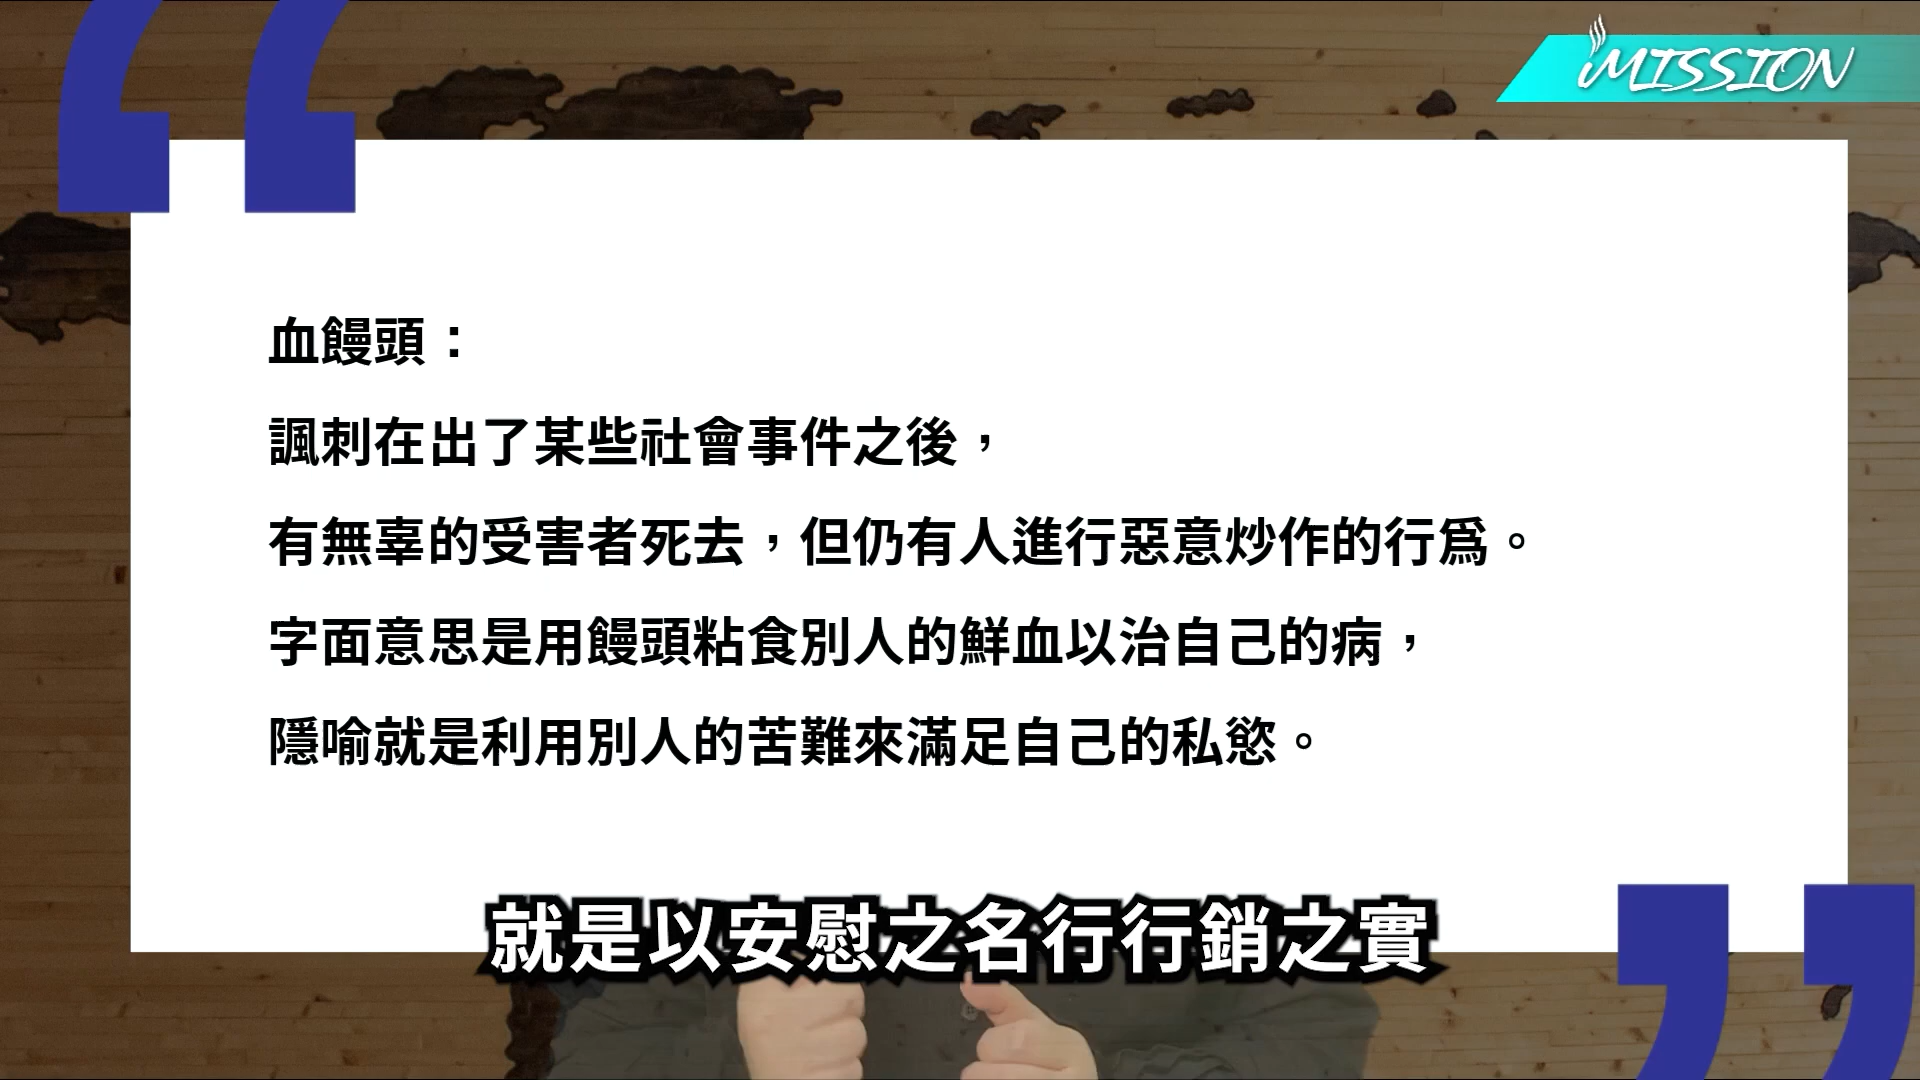 iMISSION
血饅頭：
諷刺在出了某些社會事件之後，
有無辜的受害者死去，但仍有人進行惡意炒作的行爲。
字面意思是用饅頭粘食別人的鮮血以治自己的病，
隱喻就是利用別人的苦難來滿足自己的私慾。
就是以安慰之名行行銷之實